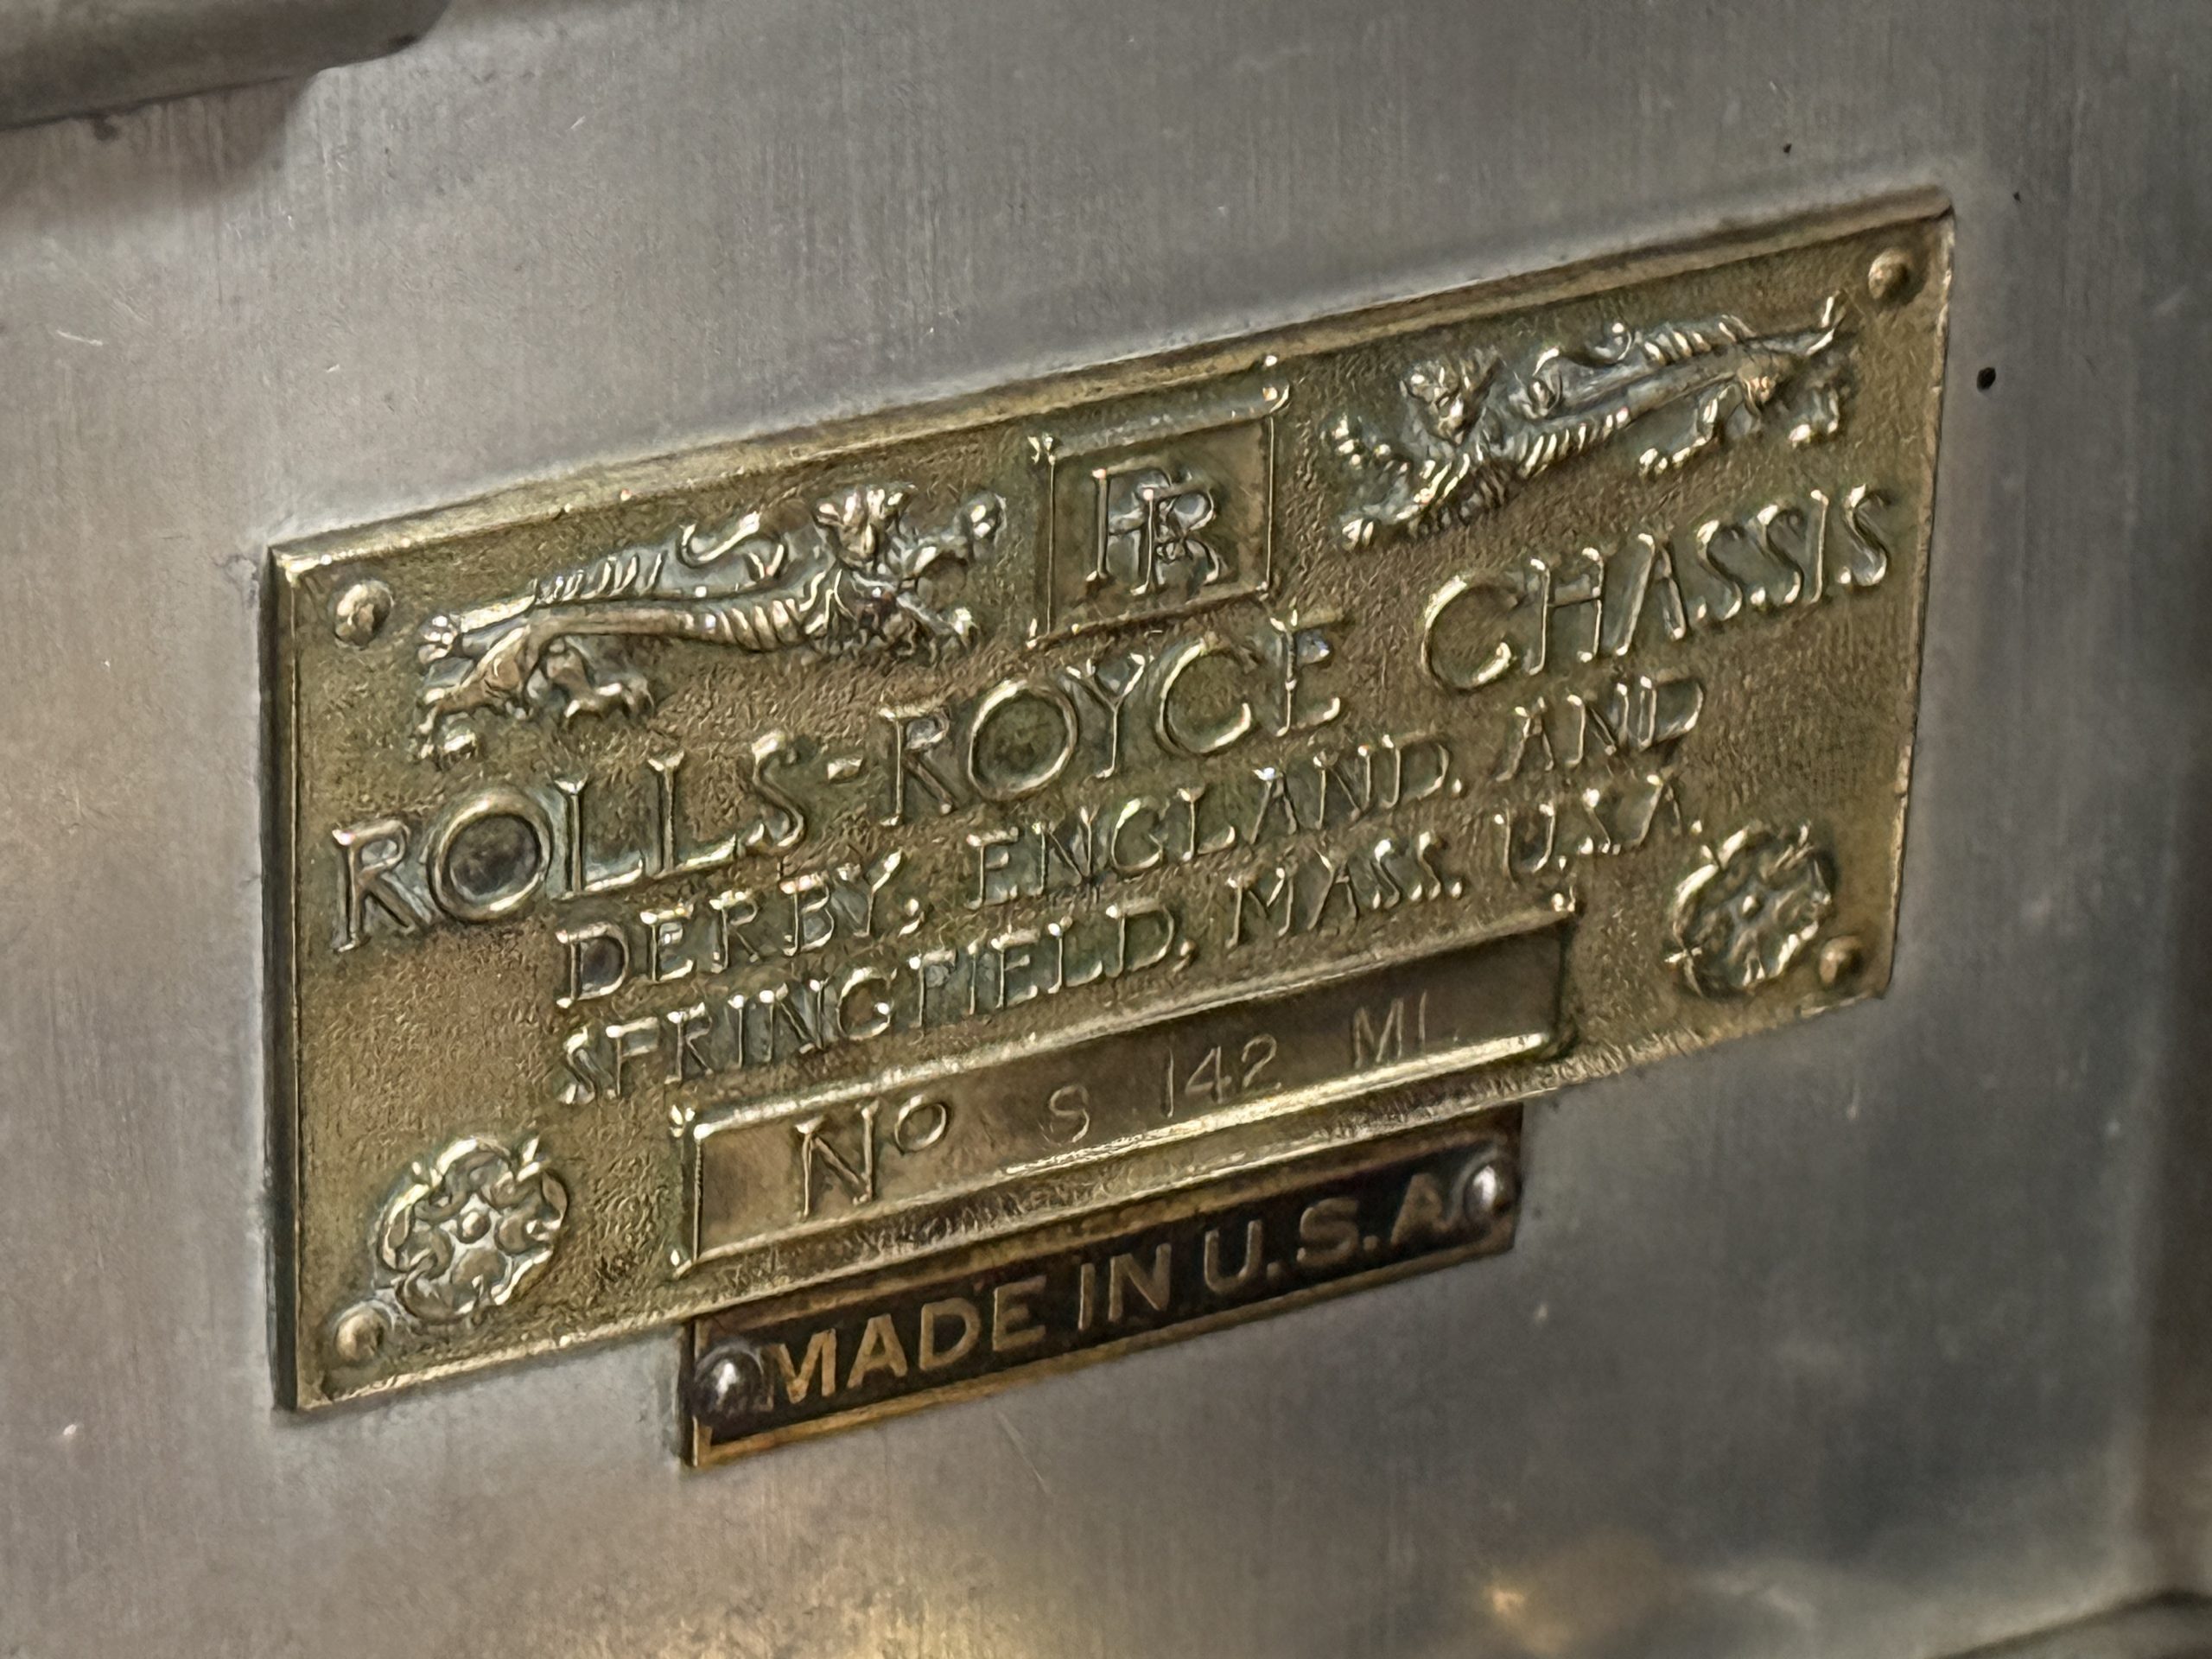 RR
ROLLS-ROYCE CHASSIS
DERBY, ENGLAND. AND
SPRINGFIELD, MASS. U.S.A
No S 142 ML
MADE IN U.S.A.